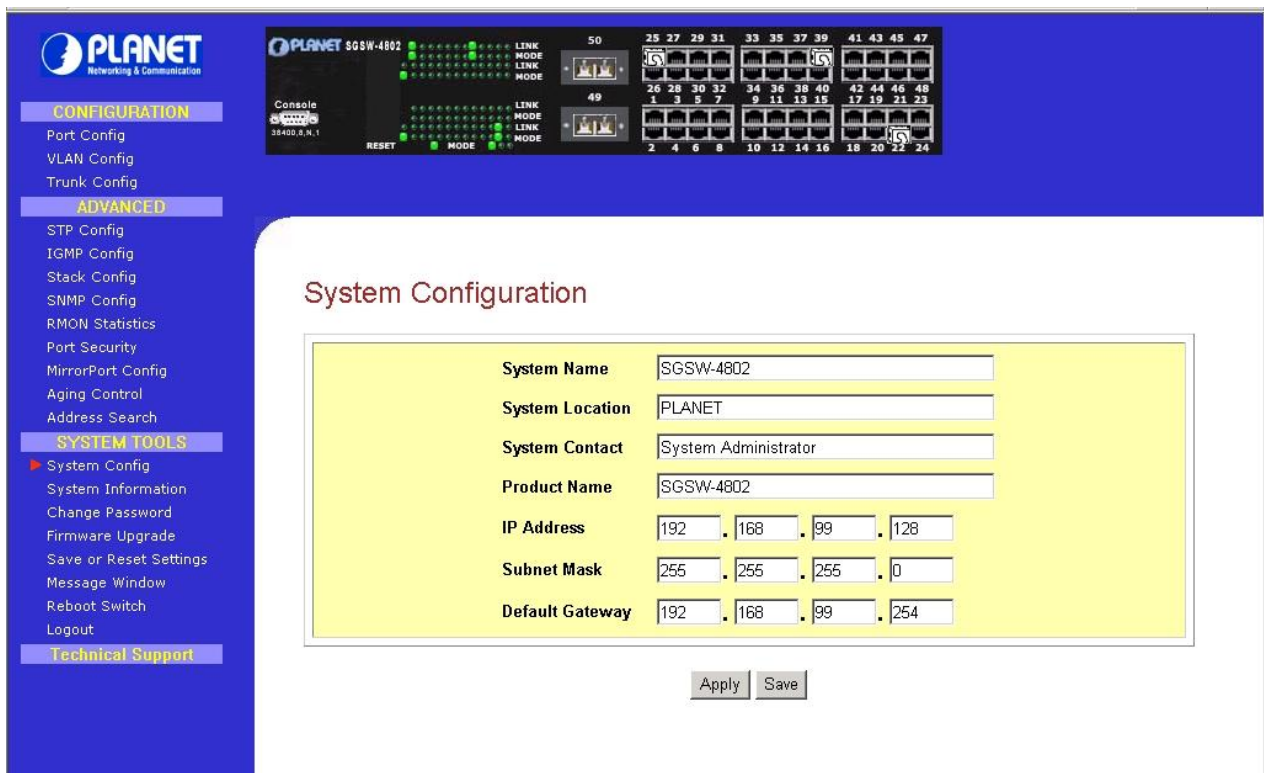 PLANET
Networking & Communication
CONFIGURATION
Port Config
VLAN Config
Trunk Config
ADVANCED
STP Config
IGMP Config
Stack Config
SNMP Config
RMON Statistics
Port Security
MirrorPort Config
Aging Control
Address Search
SYSTEM TOOLS
System Config
System Information
Change Password
Firmware Upgrade
Save or Reset Settings
Message Window
Reboot Switch
Logout
Technical Support
PLANET SGSW-4802
Console
38400,8,N,1
RESET
MODE
LINK
MODE
LINK
MODE
LINK
MODE
LINK
MODE
50
49
25 27 29 31 33 35 37 39 41 43 45 47
26 28 30 32 34 36 38 40 42 44 46 48
1 3 5 7 9 11 13 15 17 19 21 23
2 4 6 8 10 12 14 16 18 20 22 24
System Configuration
System Name SGSW-4802
System Location PLANET
System Contact System Administrator
Product Name SGSW-4802
IP Address 192 . 168 . 99 . 128
Subnet Mask 255 . 255 . 255 . 0
Default Gateway 192 . 168 . 99 . 254
Apply Save